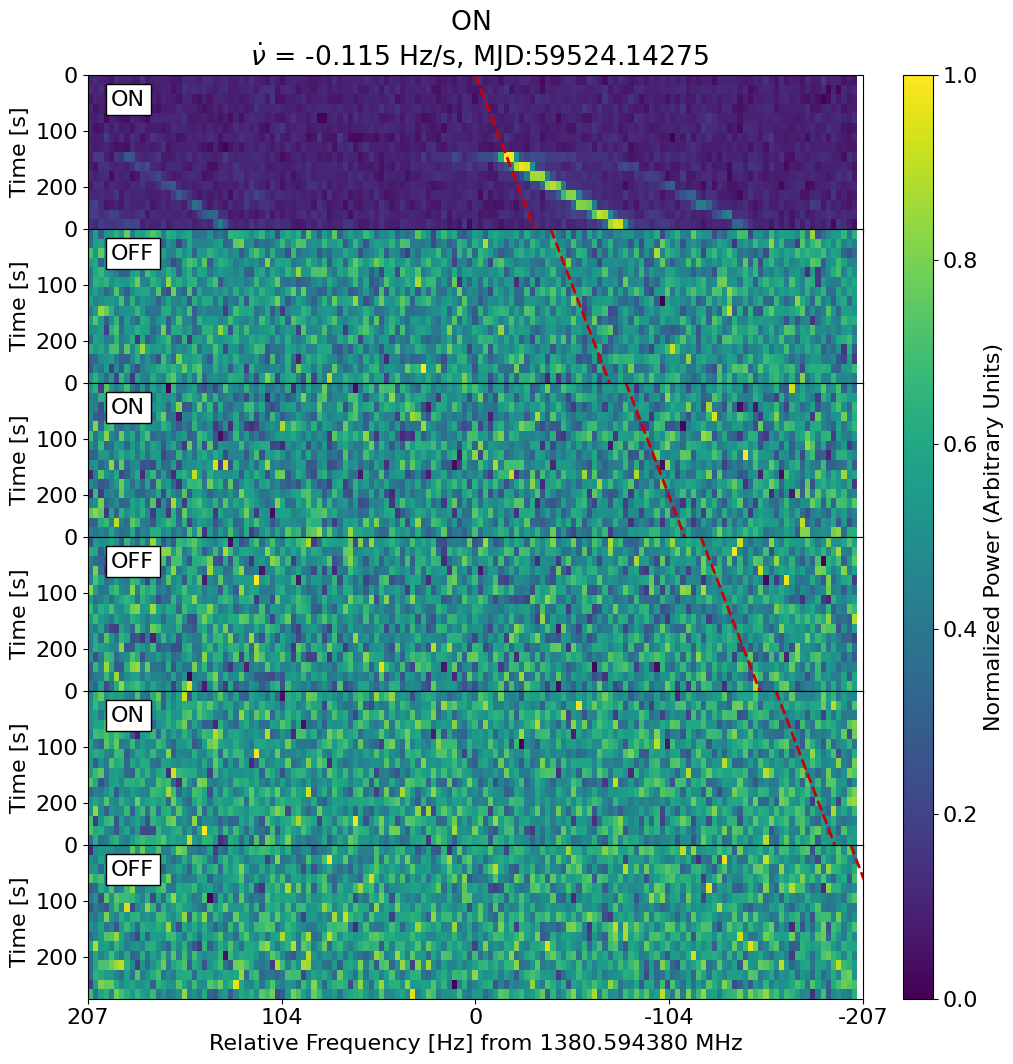 ON
ν̇ = -0.115 Hz/s, MJD:59524.14275
0
100
200
Time [s]
ON
0
100
200
Time [s]
OFF
0
100
200
Time [s]
ON
0
100
200
Time [s]
OFF
0
100
200
Time [s]
ON
0
100
200
Time [s]
OFF
207 104 0 -104 -207
Relative Frequency [Hz] from 1380.594380 MHz
1.0
0.8
0.6
0.4
0.2
0.0
Normalized Power (Arbitrary Units)